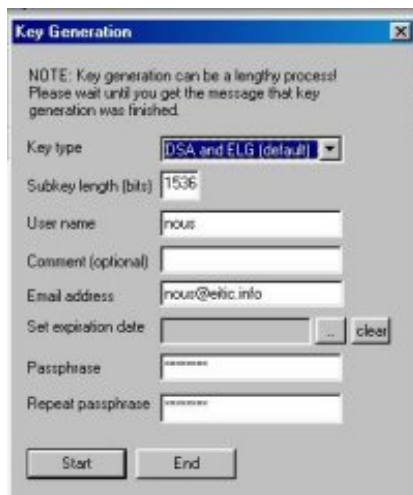 Key Generation
NOTE: Key generation can be a lengthy process!
Please wait until you get the message that key
generation was finished.
Key type DSA and ELG (default)
Subkey length (bits) 1536
User name nous
Comment (optional)
Email address nous@eitic.info
Set expiration date ... clear
Passphrase ********
Repeat passphrase ********
Start End